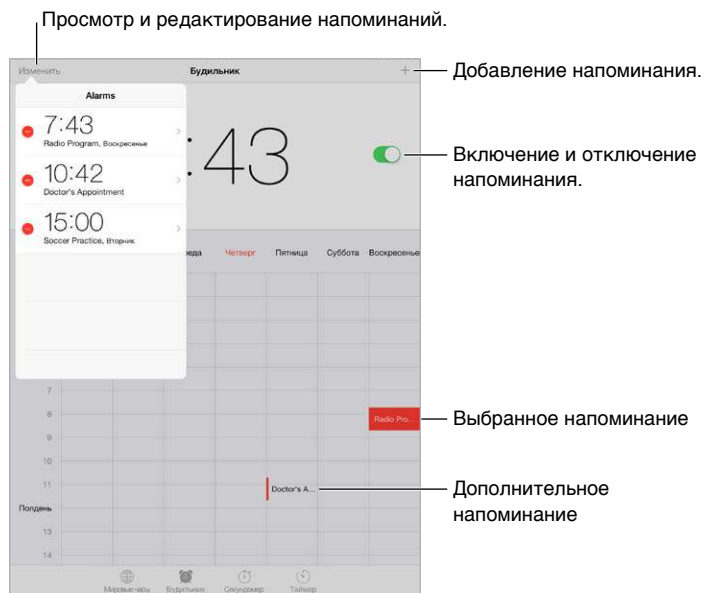 Просмотр и редактирование напоминаний.
Изменить
Будильник
+
Добавление напоминания.
Alarms
7:43
Radio Program, Воскресенье
10:42
Doctor's Appointment
15:00
Soccer Practice, Вторник
:43
Включение и отключение
напоминания.
реда Четверг Пятница Суббота Воскресенье
7
8
Radio Pro...
Выбранное напоминание
9
10
11
Doctor's A...
Дополнительное
напоминание
Полдень
13
14
Мировые часы Будильник Секундомер Таймер